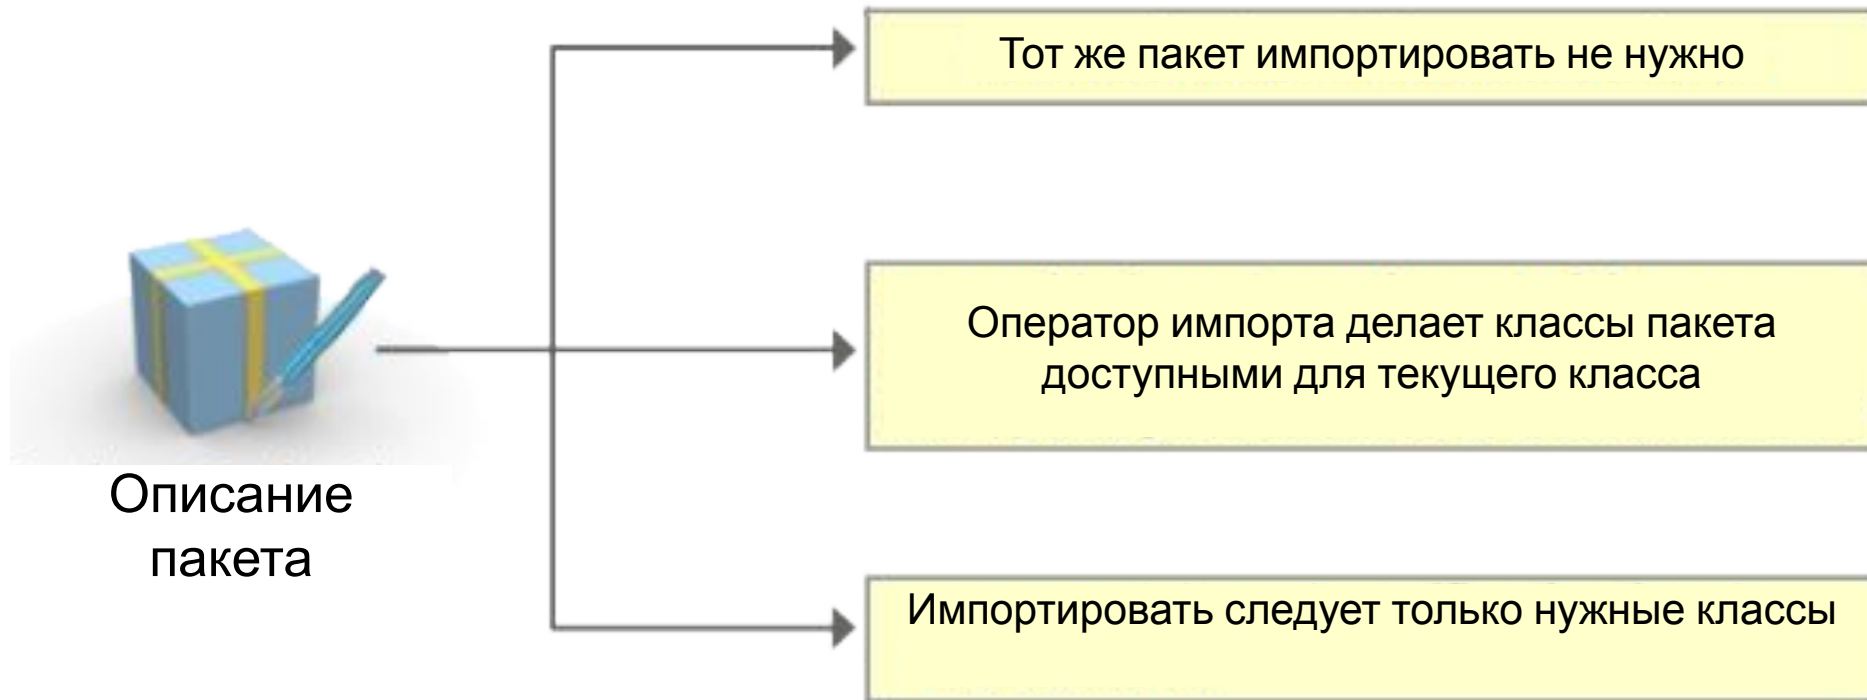 Тот же пакет импортировать не нужно
Оператор импорта делает классы пакета
доступными для текущего класса
Описание
пакета
Импортировать следует только нужные классы